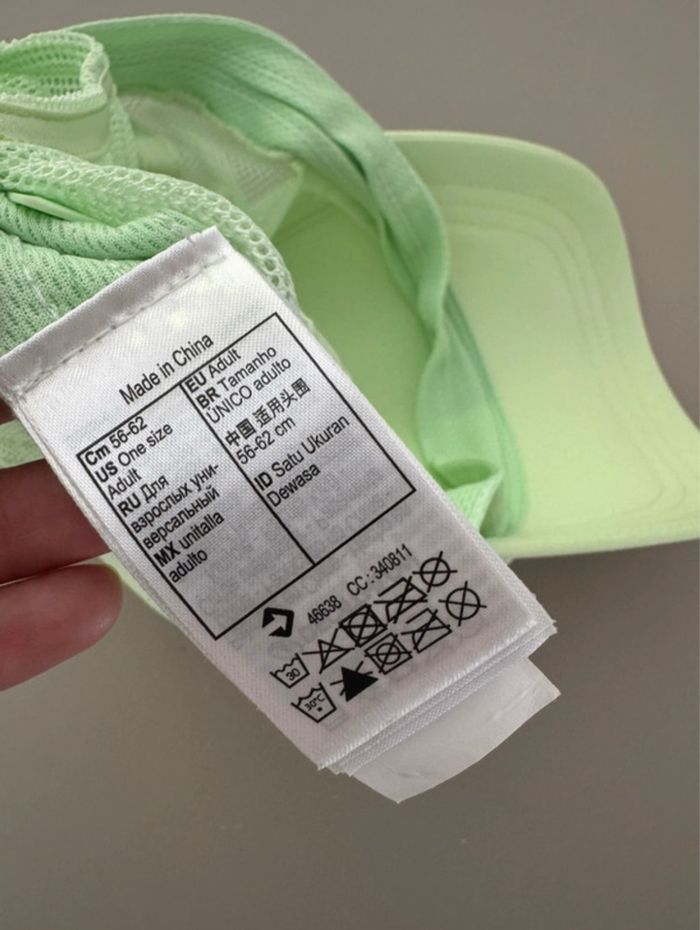 Made in China
Cm 56-62
US One size
Adult
RU Для
взрослых уни-
версальный
MX unitalla
adulto
EU Adult
BR Tamanho
ÚNICO adulto
中国 适用头围
56-62 cm
ID Satu Ukuran
Dewasa
46638 CC: 340811
30
30°C